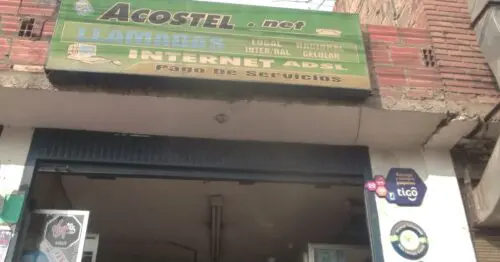 ACOSTEL .net
LLAMADAS LOCAL NACIONAL
INTER/NAL CELULAR
INTERNET ADSL
Pago De Servicios
tigo